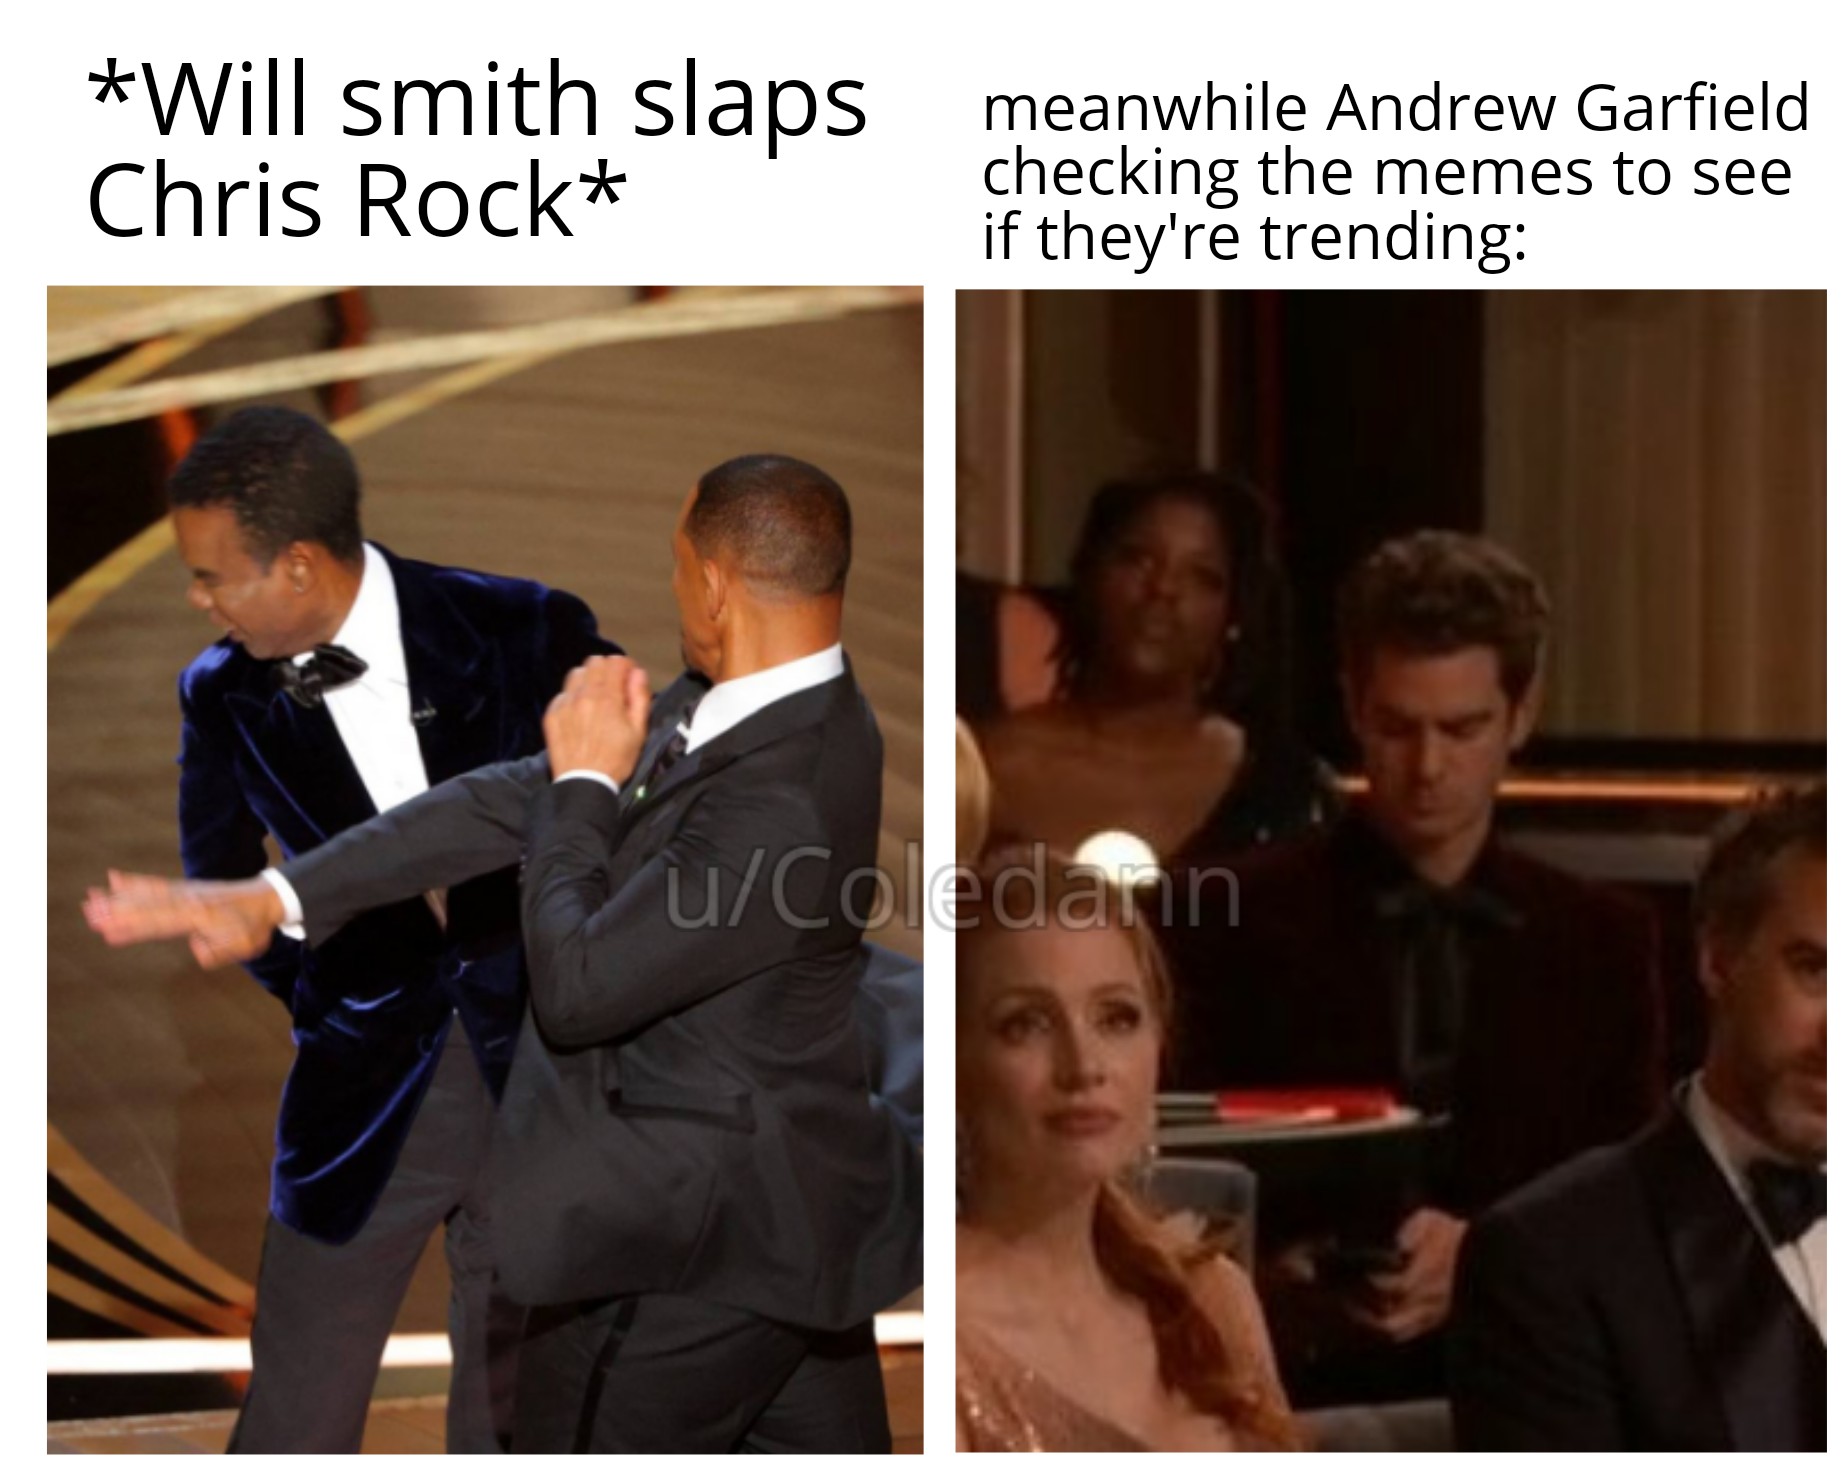 *Will smith slaps
Chris Rock*
meanwhile Andrew Garfield
checking the memes to see
if they're trending:
u/Coledann